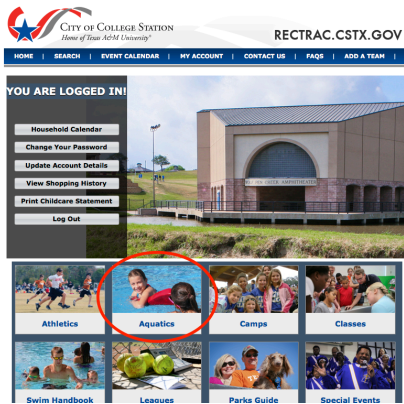 CITY OF COLLEGE STATION
Home of Texas A&M University®
RECTRAC.CSTX.GOV
HOME | SEARCH | EVENT CALENDAR | MY ACCOUNT | CONTACT US | FAQS | ADD A TEAM |
YOU ARE LOGGED IN!
Household Calendar
Change Your Password
Update Account Details
View Shopping History
Print Childcare Statement
Log Out
AMPHITHEATER
Athletics
Aquatics
Camps
Classes
Swim Handbook
Leagues
Parks Guide
Special Events